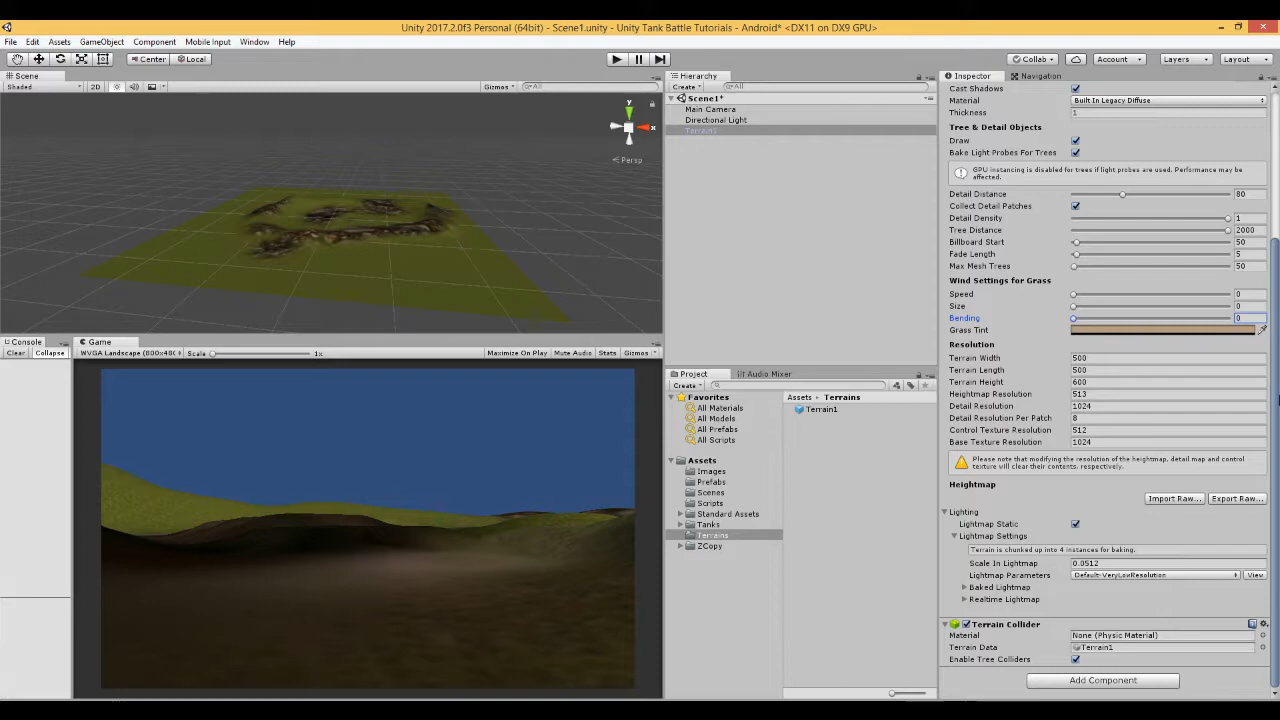 Unity 2017.2.0f3 Personal (64bit) - Scene1.unity - Unity Tank Battle Tutorials - Android* <DX11 on DX9 GPU>
File Edit Assets GameObject Component Mobile Input Window Help
Center Local Collab Account Layers Layout
Scene
Shaded 2D Gizmos All
y
x
Persp
Console
Clear Collapse
Game
WVGA Landscape (800x48( Scale 1x Maximize On Play Mute Audio Stats Gizmos
Hierarchy
Create All
Scene1*
Main Camera
Directional Light
Terrain1
Project Audio Mixer
Create
Favorites
All Materials
All Models
All Prefabs
All Scripts
Assets
Images
Prefabs
Scenes
Scripts
Standard Assets
Tanks
Terrains
ZCopy
Assets Terrains
Terrain1
Inspector Navigation
Cast Shadows
Material Built In Legacy Diffuse
Thickness 1
Tree & Detail Objects
Draw
Bake Light Probes For Trees
GPU instancing is disabled for trees if light probes are used. Performance may be
affected.
Detail Distance 80
Collect Detail Patches
Detail Density 1
Tree Distance 2000
Billboard Start 50
Fade Length 5
Max Mesh Trees 50
Wind Settings for Grass
Speed 0
Size 0
Bending 0
Grass Tint
Resolution
Terrain Width 500
Terrain Length 500
Terrain Height 600
Heightmap Resolution 513
Detail Resolution 1024
Detail Resolution Per Patch 8
Control Texture Resolution 512
Base Texture Resolution 1024
Please note that modifying the resolution of the heightmap, detail map and control
texture will clear their contents, respectively.
Heightmap
Import Raw... Export Raw...
Lighting
Lightmap Static
Lightmap Settings
Terrain is chunked up into 4 instances for baking.
Scale In Lightmap 0.0512
Lightmap Parameters Default-VeryLowResolution View
Baked Lightmap
Realtime Lightmap
Terrain Collider
Material None (Physic Material)
Terrain Data Terrain1
Enable Tree Colliders
Add Component